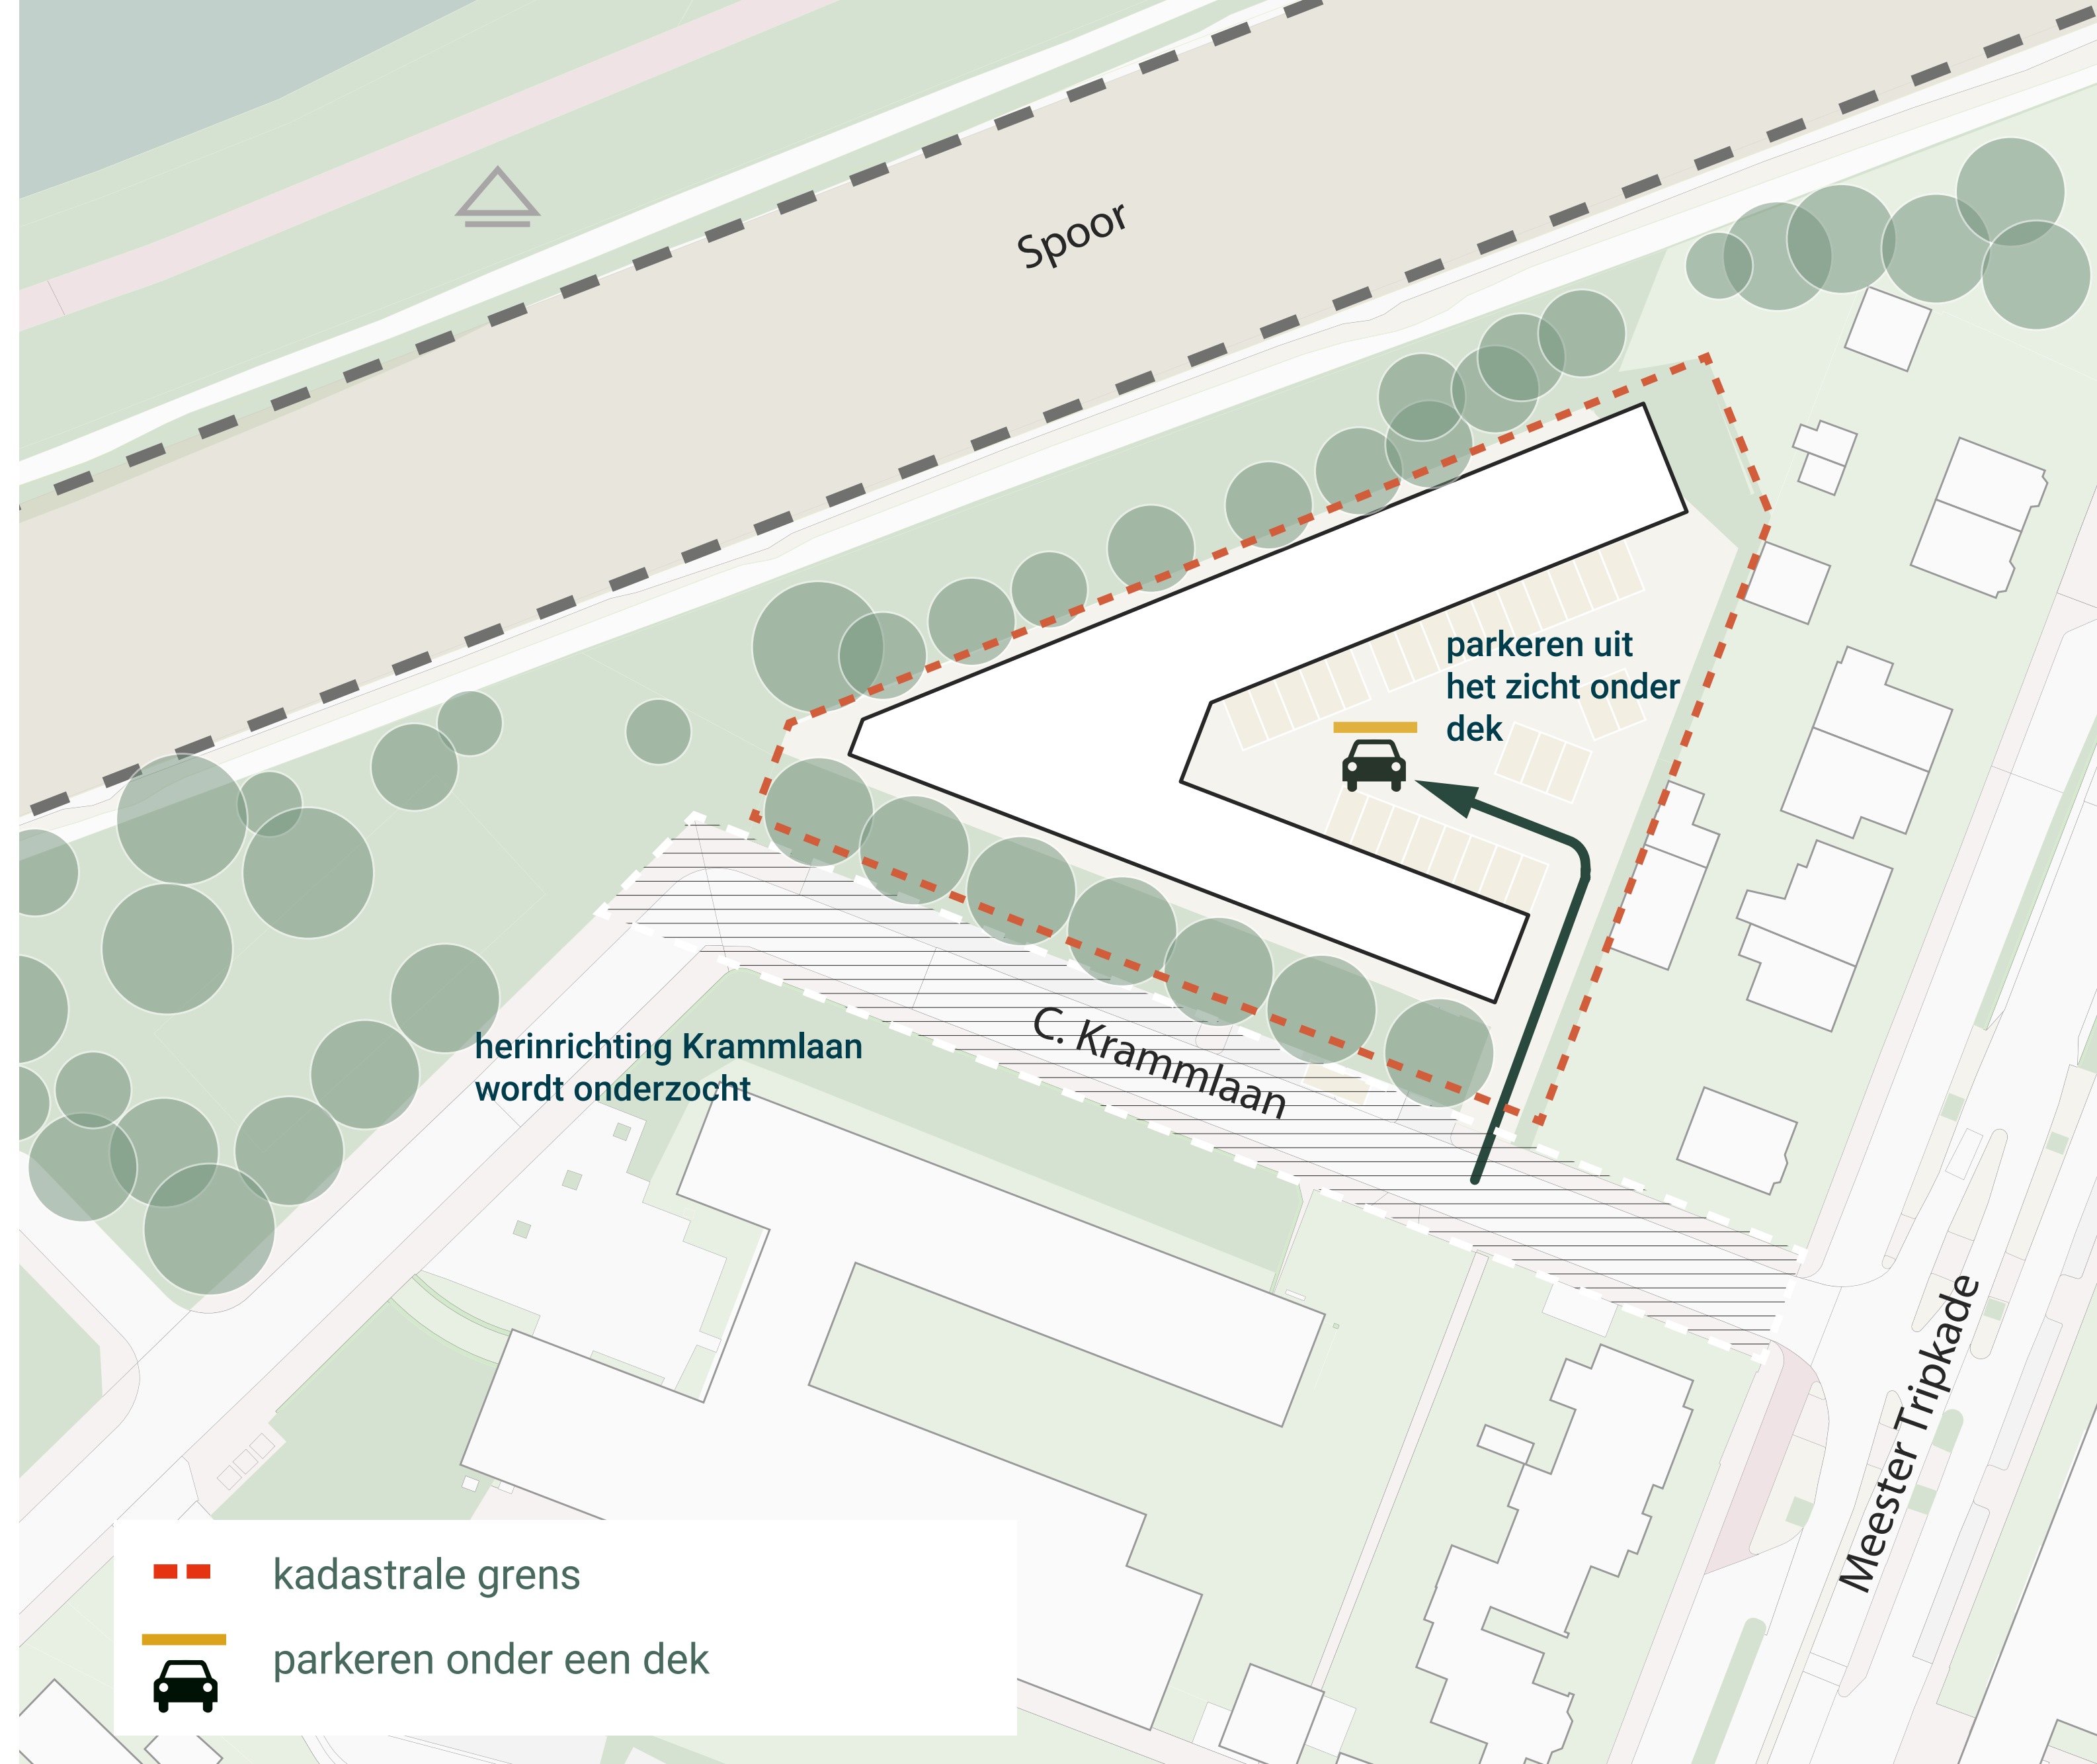 Spoor
parkeren uit
het zicht onder
dek
herinrichting Krammlaan
wordt onderzocht
C. Krammlaan
Meester Tripkade
kadastrale grens
parkeren onder een dek